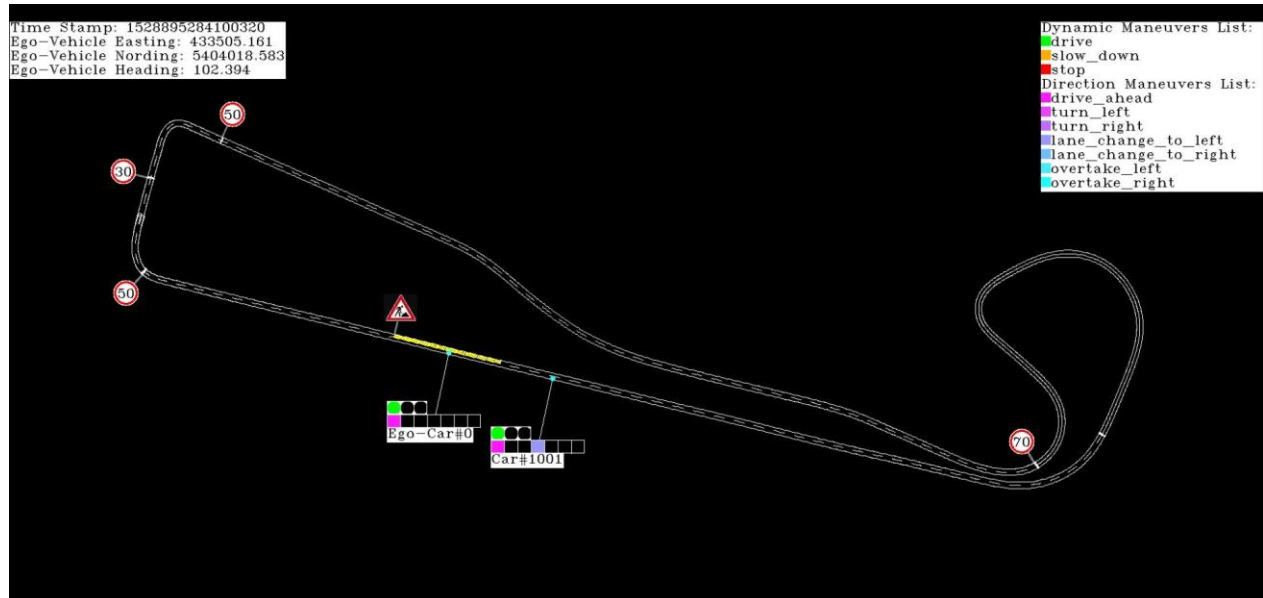 Time Stamp: 1528895284100320
Ego-Vehicle Easting: 433505.161
Ego-Vehicle Nording: 5404018.583
Ego-Vehicle Heading: 102.394
Dynamic Maneuvers List:
drive
slow_down
stop
Direction Maneuvers List:
drive_ahead
turn_left
turn_right
lane_change_to_left
lane_change_to_right
overtake_left
overtake_right
50
30
50
70
Ego-Car#0
Car#1001